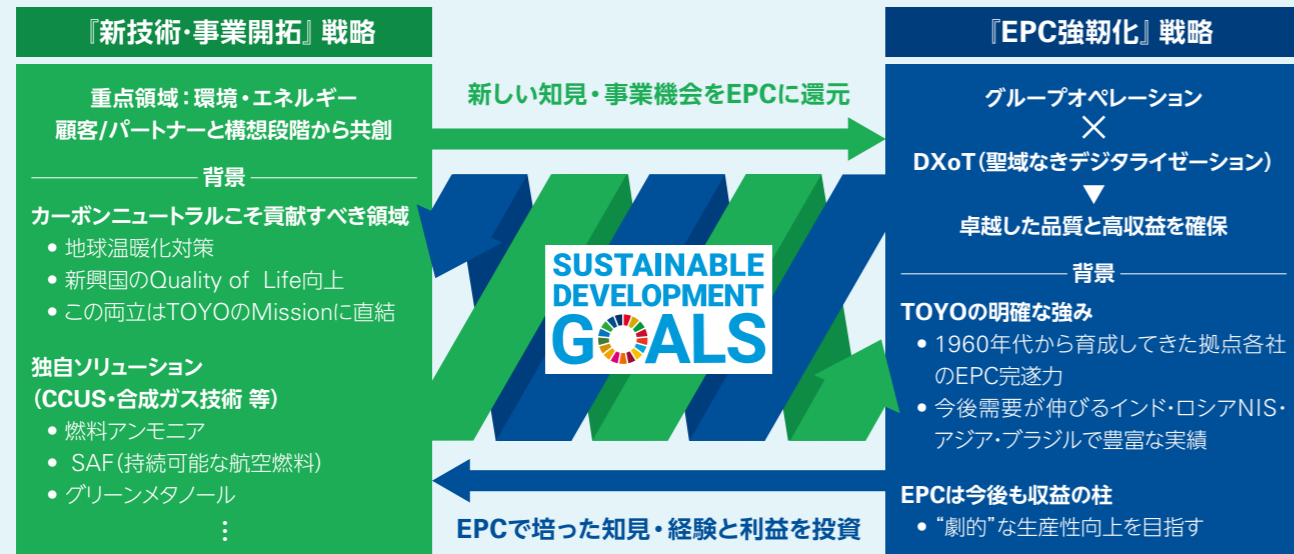 『新技術・事業開拓』戦略
重点領域：環境・エネルギー
顧客/パートナーと構想段階から共創
背景
カーボンニュートラルこそ貢献すべき領域
• 地球温暖化対策
• 新興国のQuality of Life向上
• この両立はTOYOのMissionに直結
独自ソリューション
（CCUS・合成ガス技術 等）
• 燃料アンモニア
• SAF（持続可能な航空燃料）
• グリーンメタノール
⋮
新しい知見・事業機会をEPCに還元
SUSTAINABLE
DEVELOPMENT
GOALS
EPCで培った知見・経験と利益を投資
『EPC強靭化』戦略
グループオペレーション
×
DXoT（聖域なきデジタライゼーション）
▼
卓越した品質と高収益を確保
背景
TOYOの明確な強み
• 1960年代から育成してきた拠点各社
のEPC完遂力
• 今後需要が伸びるインド・ロシアNIS・
アジア・ブラジルで豊富な実績
EPCは今後も収益の柱
• “劇的”な生産性向上を目指す